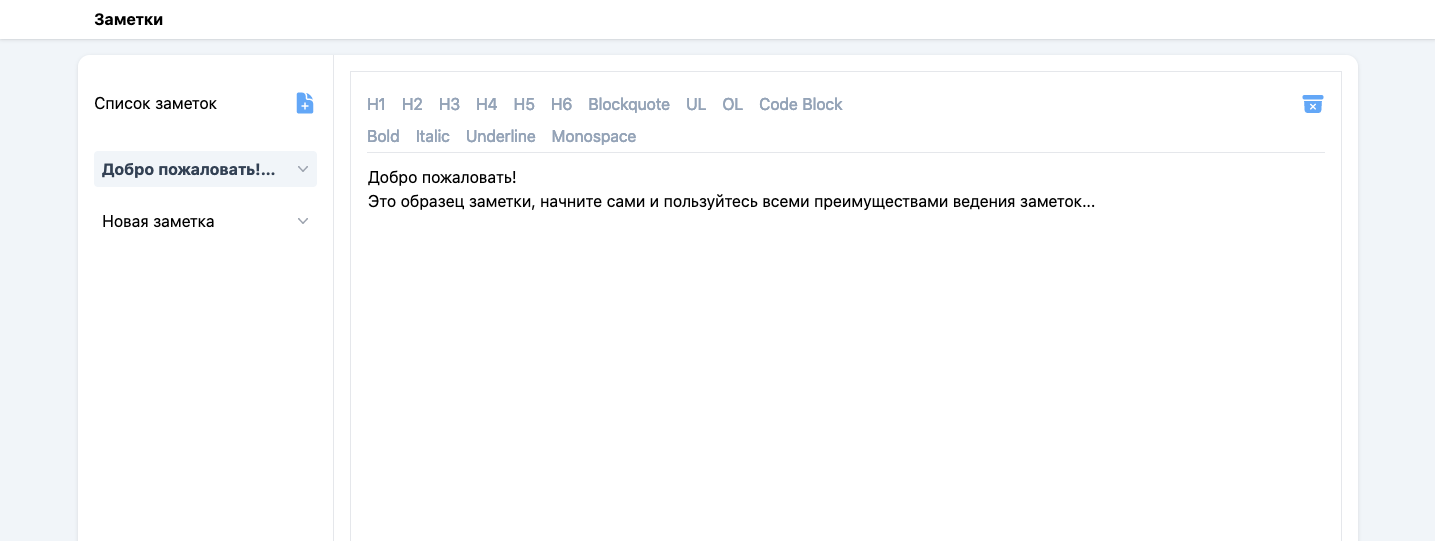 Заметки
Список заметок
Добро пожаловать!...
Новая заметка
H1 H2 H3 H4 H5 H6 Blockquote UL OL Code Block
Bold Italic Underline Monospace
Добро пожаловать!
Это образец заметки, начните сами и пользуйтесь всеми преимуществами ведения заметок...